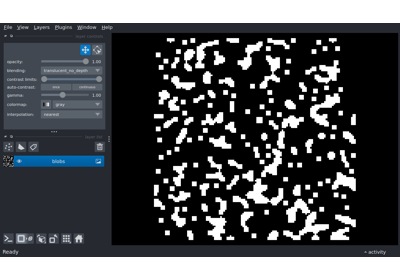 File View Layers Plugins Window Help
opacity: 1.00
blending: translucent_no_depth
contrast limits:
auto-contrast: once continuous
gamma: 1.00
colormap: gray
interpolation: nearest
blobs
Ready activity